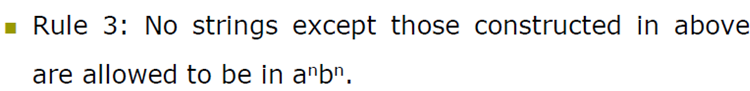 ▪ Rule 3: No strings except those constructed in above
are allowed to be in aⁿbⁿ.